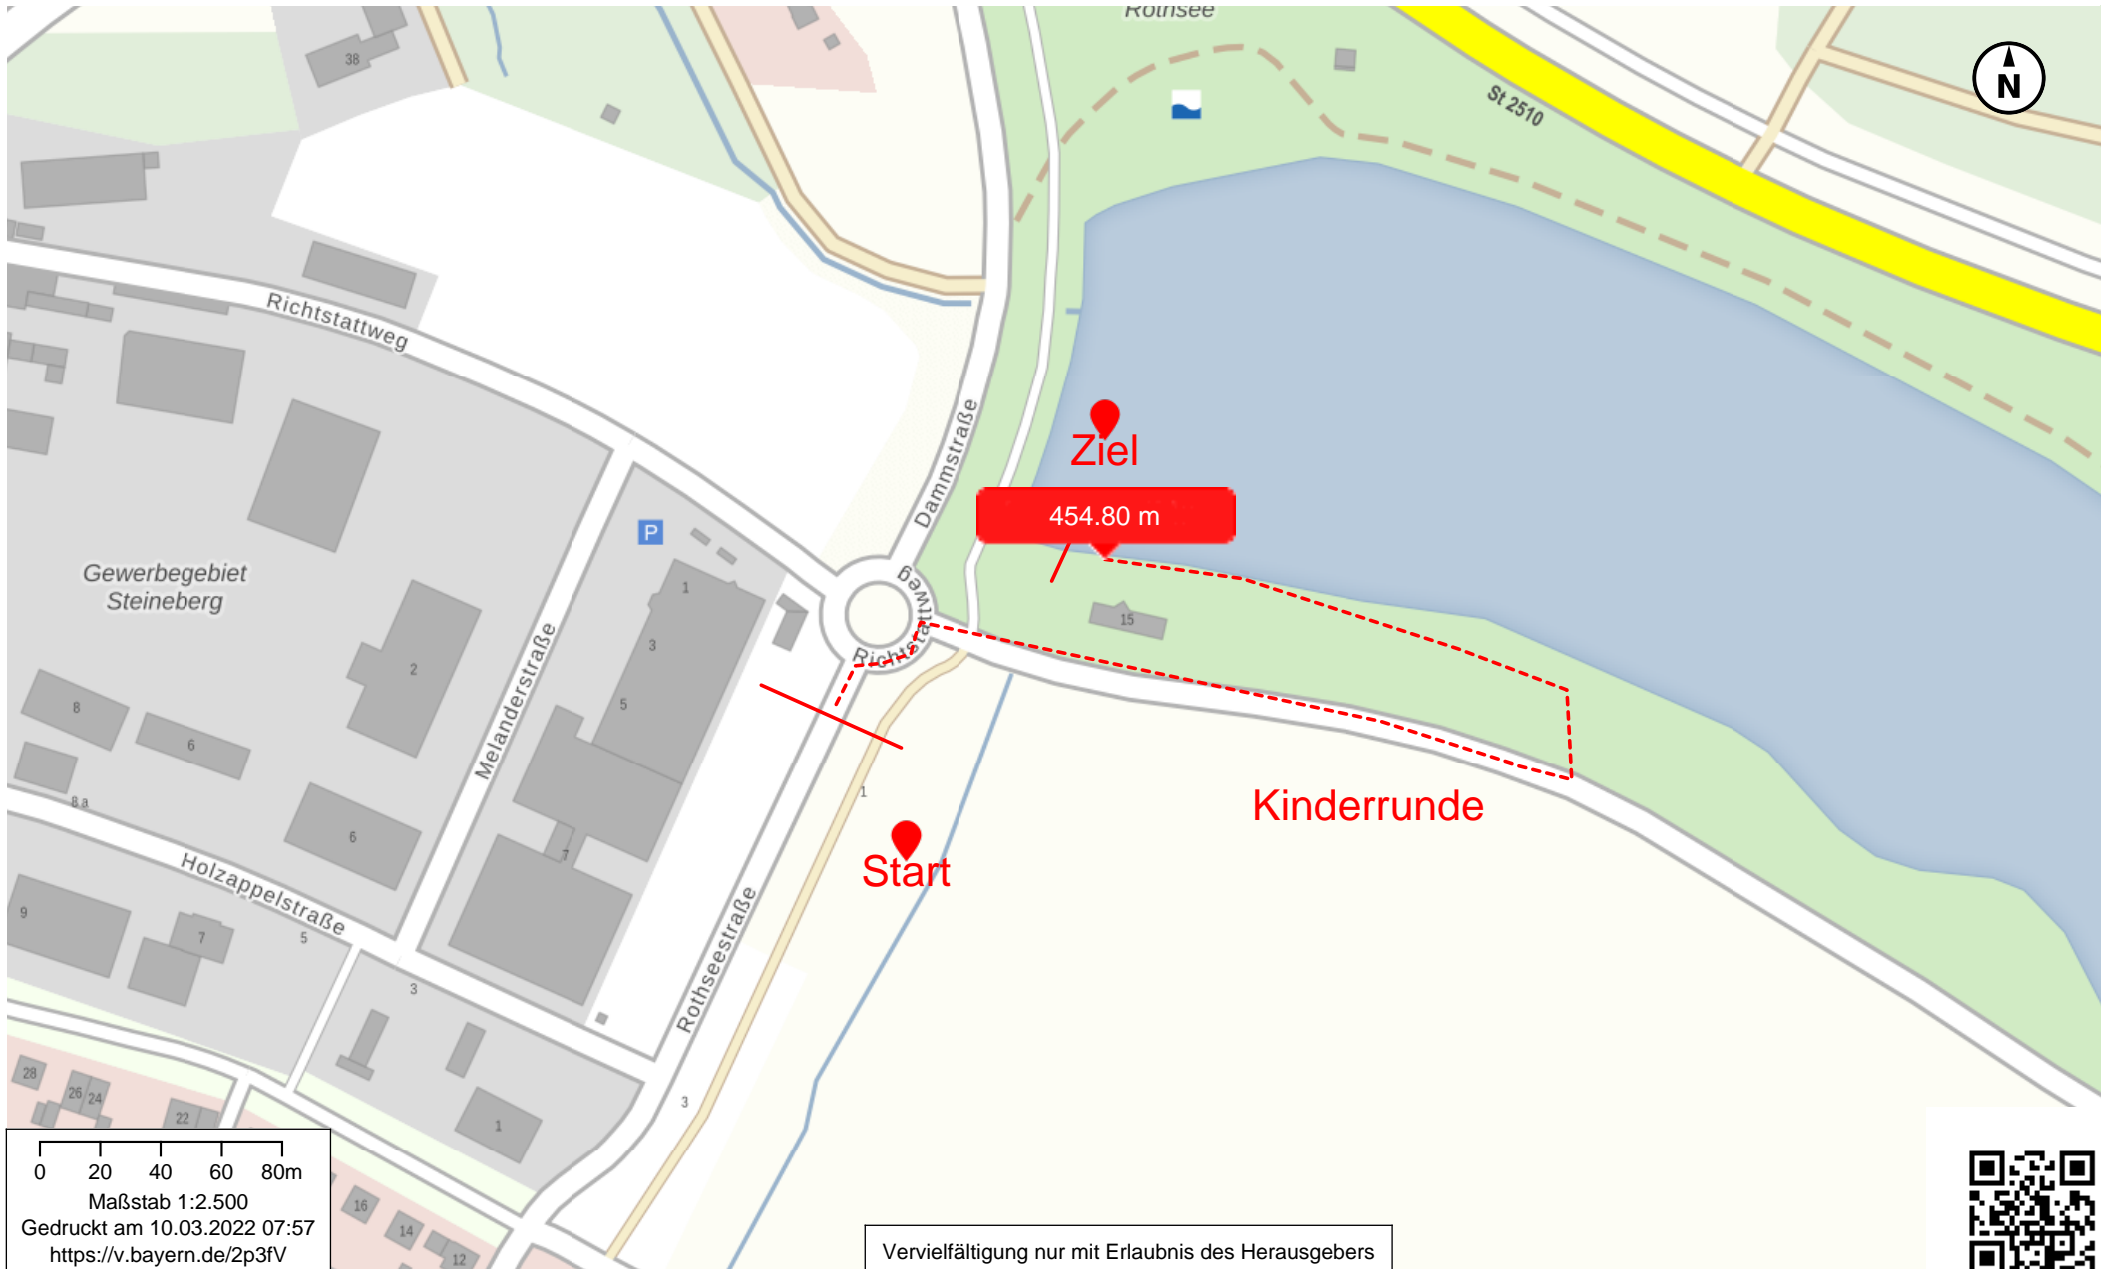 Rothsee
38
St 2510
N
Richtstattweg
Dammstraße
Ziel
454.80 m
P
Gewerbegebiet
Steineberg
1
3
5
7
2
Melanderstraße
Richtstattweg
15
8
6
8 a
6
1
Kinderrunde
Start
Holzappelstraße
Rothseestraße
9
7
5
3
1
3
28
26
24
22
16
14
12
0 20 40 60 80m
Maßstab 1:2.500
Gedruckt am 10.03.2022 07:57
https://v.bayern.de/2p3fV
Vervielfältigung nur mit Erlaubnis des Herausgebers